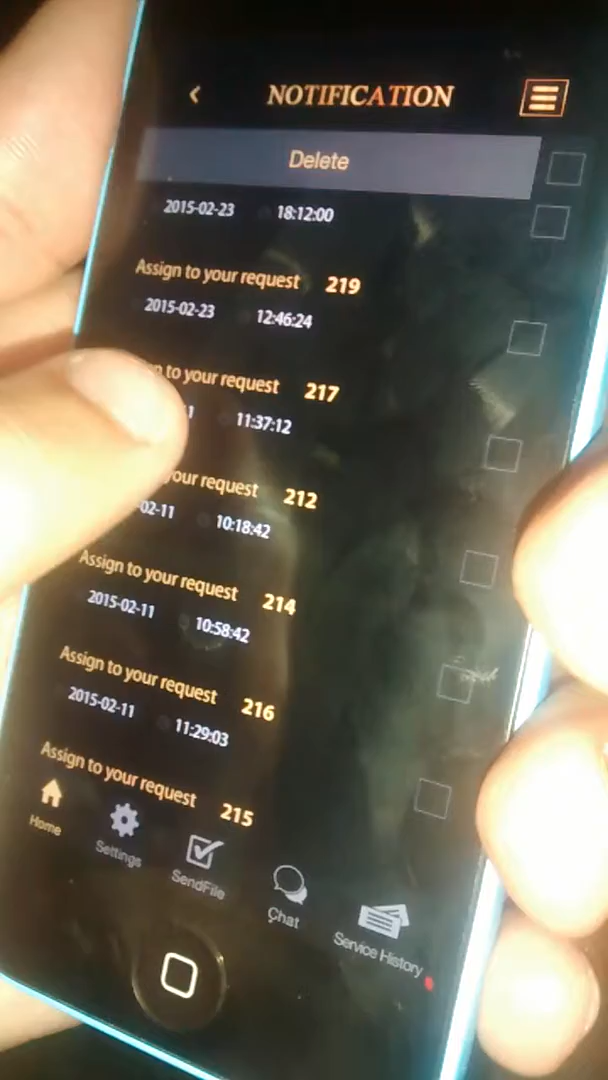 NOTIFICATION
Delete
2015-02-23 18:12:00
Assign to your request 219
2015-02-23 12:46:24
to your request 217
11:37:12
your request 212
-02-11 10:18:42
Assign to your request 214
2015-02-11 10:58:42
Assign to your request 216
2015-02-11 11:29:03
Assign to your request 215
Home
Settings
SendFile
Chat
Service History